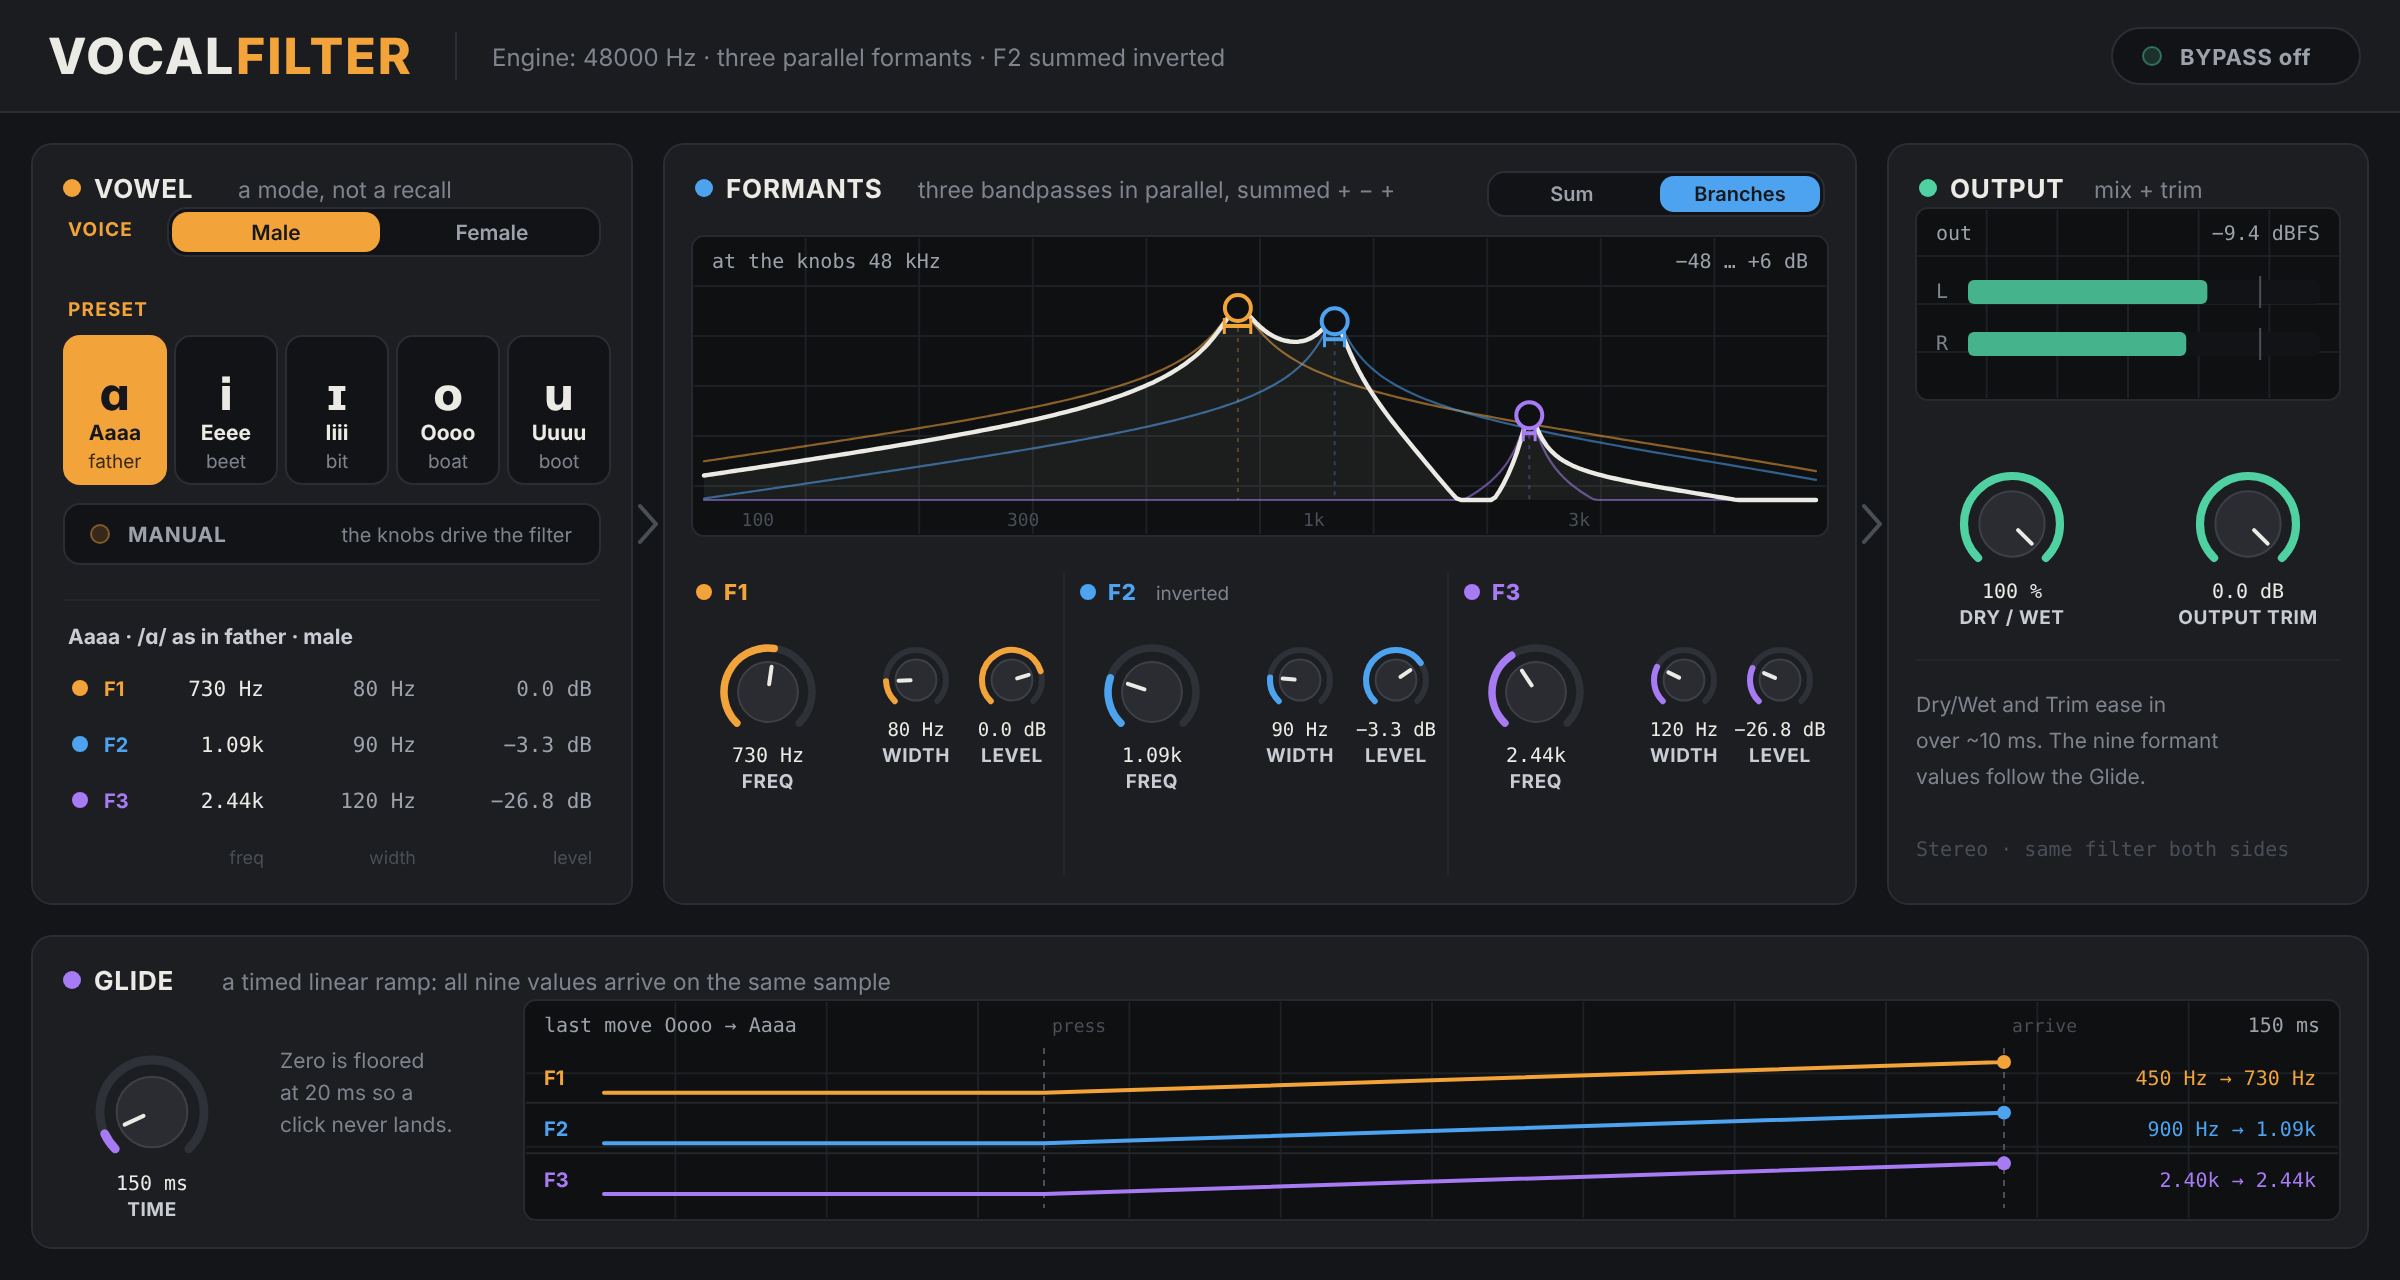 VOCALFILTER
Engine: 48000 Hz · three parallel formants · F2 summed inverted
BYPASS off
VOWEL a mode, not a recall
VOICE Male Female
PRESET
ɑ Aaaa father
i Eeee beet
ɪ Iiii bit
o Oooo boat
u Uuuu boot
MANUAL the knobs drive the filter
Aaaa · /ɑ/ as in father · male
F1 730 Hz 80 Hz 0.0 dB
F2 1.09k 90 Hz −3.3 dB
F3 2.44k 120 Hz −26.8 dB
freq width level
FORMANTS three bandpasses in parallel, summed + − +
Sum Branches
at the knobs 48 kHz −48 … +6 dB
100 300 1k 3k
F1
730 Hz
FREQ
80 Hz
WIDTH
0.0 dB
LEVEL
F2 inverted
1.09k
FREQ
90 Hz
WIDTH
−3.3 dB
LEVEL
F3
2.44k
FREQ
120 Hz
WIDTH
−26.8 dB
LEVEL
OUTPUT mix + trim
out −9.4 dBFS
L
R
100 %
DRY / WET
0.0 dB
OUTPUT TRIM
Dry/Wet and Trim ease in
over ~10 ms. The nine formant
values follow the Glide.
Stereo · same filter both sides
GLIDE a timed linear ramp: all nine values arrive on the same sample
150 ms
TIME
Zero is floored
at 20 ms so a
click never lands.
last move Oooo → Aaaa press arrive 150 ms
F1 450 Hz → 730 Hz
F2 900 Hz → 1.09k
F3 2.40k → 2.44k